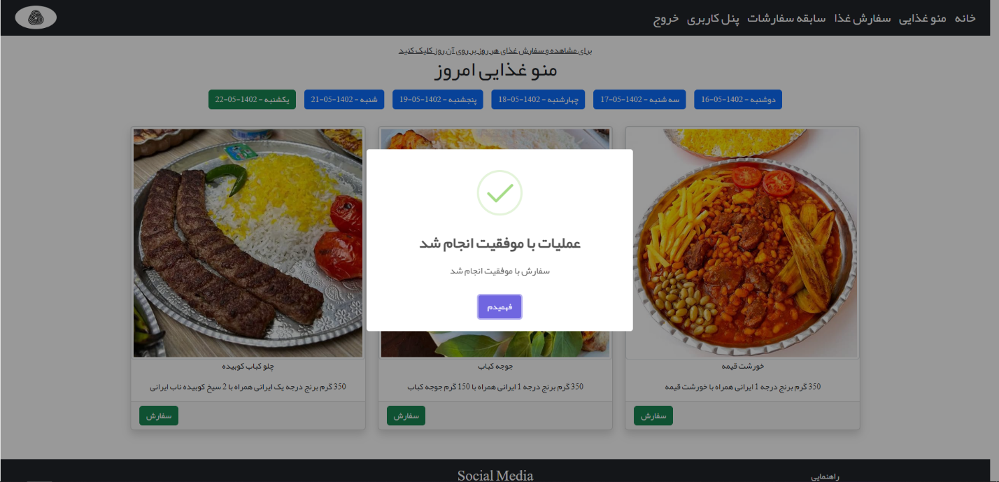 خانه منو غذایی سفارش غذا سابقه سفارشات پنل کاربری خروج
برای مشاهده و سفارش غذای هر روز بر روی آن روز کلیک کنید
منو غذایی امروز
دوشنبه - 1402-05-16
سه شنبه - 1402-05-17
چهارشنبه - 1402-05-18
پنجشنبه - 1402-05-19
شنبه - 1402-05-21
یکشنبه - 1402-05-22
عملیات با موفقیت انجام شد
سفارش با موفقیت انجام شد
فهمیدم
خورشت قیمه
350 گرم برنج درجه 1 ایرانی همراه با خورشت قیمه
سفارش
جوجه کباب
350 گرم برنج درجه 1 ایرانی همراه با 150 گرم جوجه کباب
سفارش
چلو کباب کوبیده
350 گرم برنج درجه یک ایرانی همراه با 2 سیخ کوبیده ناب ایرانی
سفارش
راهنمایی
Social Media